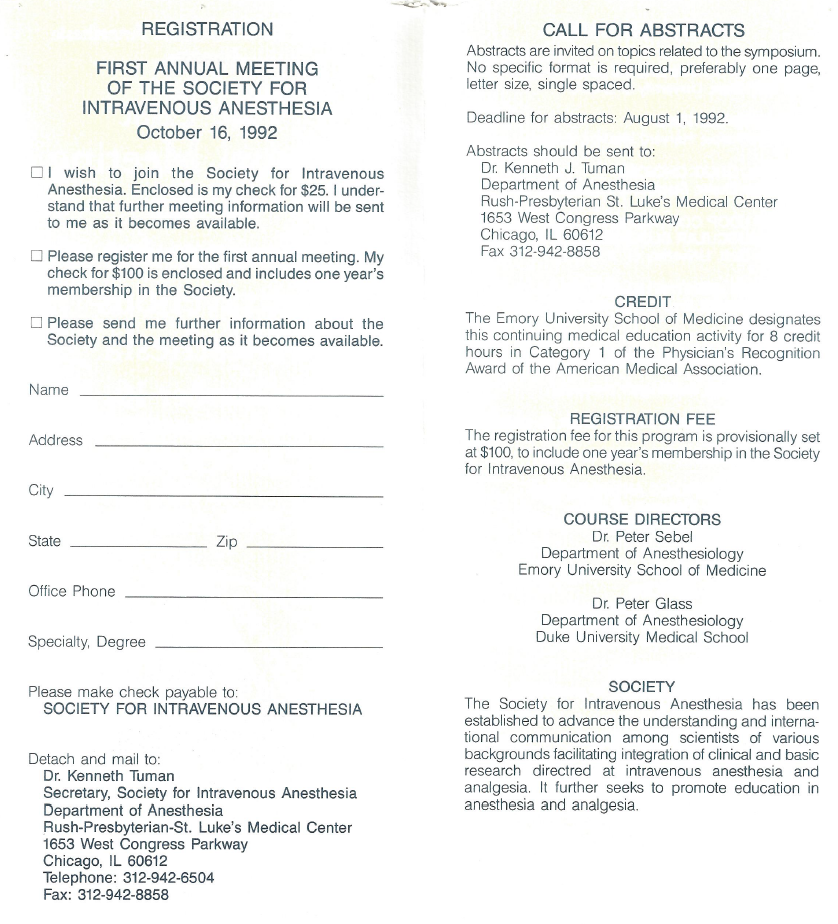 REGISTRATION
FIRST ANNUAL MEETING
OF THE SOCIETY FOR
INTRAVENOUS ANESTHESIA
October 16, 1992
☐ I wish to join the Society for Intravenous
Anesthesia. Enclosed is my check for $25. I under-
stand that further meeting information will be sent
to me as it becomes available.
☐ Please register me for the first annual meeting. My
check for $100 is enclosed and includes one year's
membership in the Society.
☐ Please send me further information about the
Society and the meeting as it becomes available.
Name
Address
City
State Zip
Office Phone
Specialty, Degree
Please make check payable to:
SOCIETY FOR INTRAVENOUS ANESTHESIA
Detach and mail to:
Dr. Kenneth Tuman
Secretary, Society for Intravenous Anesthesia
Department of Anesthesia
Rush-Presbyterian-St. Luke's Medical Center
1653 West Congress Parkway
Chicago, IL 60612
Telephone: 312-942-6504
Fax: 312-942-8858
CALL FOR ABSTRACTS
Abstracts are invited on topics related to the symposium.
No specific format is required, preferably one page,
letter size, single spaced.
Deadline for abstracts: August 1, 1992.
Abstracts should be sent to:
Dr. Kenneth J. Tuman
Department of Anesthesia
Rush-Presbyterian St. Luke's Medical Center
1653 West Congress Parkway
Chicago, IL 60612
Fax 312-942-8858
CREDIT
The Emory University School of Medicine designates
this continuing medical education activity for 8 credit
hours in Category 1 of the Physician's Recognition
Award of the American Medical Association.
REGISTRATION FEE
The registration fee for this program is provisionally set
at $100, to include one year's membership in the Society
for Intravenous Anesthesia.
COURSE DIRECTORS
Dr. Peter Sebel
Department of Anesthesiology
Emory University School of Medicine
Dr. Peter Glass
Department of Anesthesiology
Duke University Medical School
SOCIETY
The Society for Intravenous Anesthesia has been
established to advance the understanding and interna-
tional communication among scientists of various
backgrounds facilitating integration of clinical and basic
research directred at intravenous anesthesia and
analgesia. It further seeks to promote education in
anesthesia and analgesia.